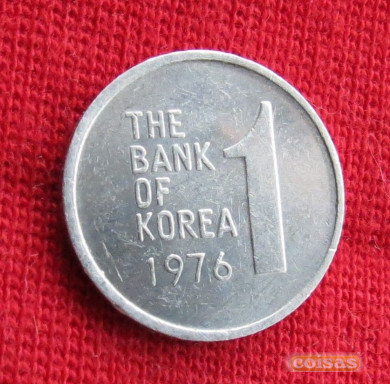 THE
BANK
OF
KOREA
1
1976
coisas